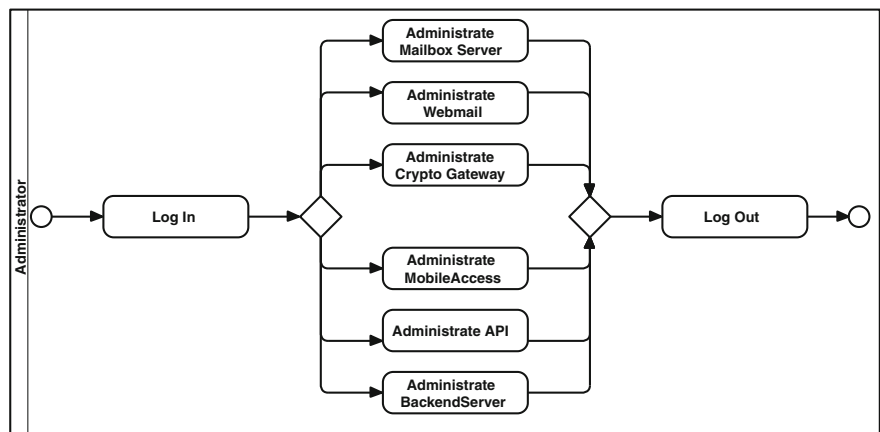 Administrator
Log In
Administrate
Mailbox Server
Administrate
Webmail
Administrate
Crypto Gateway
Administrate
MobileAccess
Administrate API
Administrate
BackendServer
Log Out